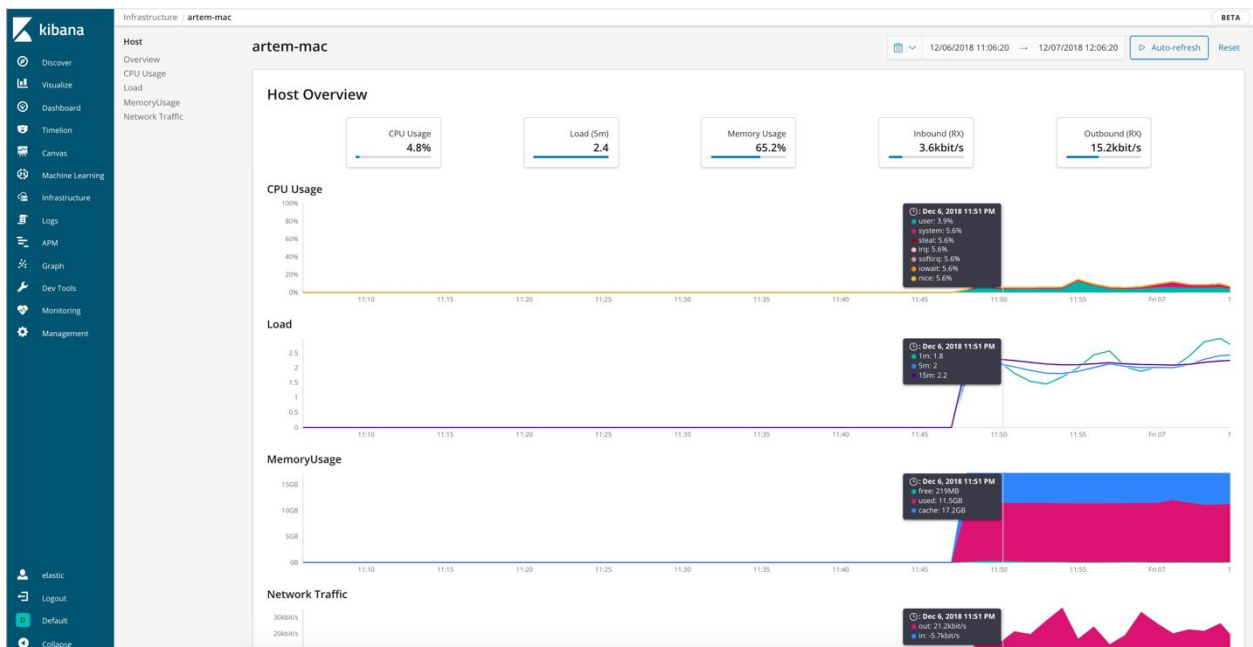 kibana
Discover
Visualize
Dashboard
Timelion
Canvas
Machine Learning
Infrastructure
Logs
APM
Graph
Dev Tools
Monitoring
Management
D
elastic
Logout
Default
Collapse
Infrastructure / artem-mac
BETA
Host
Overview
CPU Usage
Load
MemoryUsage
Network Traffic
artem-mac
12/06/2018 11:06:20 → 12/07/2018 12:06:20
Auto-refresh
Reset
Host Overview
CPU Usage
4.8%
Load (5m)
2.4
Memory Usage
65.2%
Inbound (RX)
3.6kbit/s
Outbound (RX)
15.2kbit/s
CPU Usage
100%
80%
60%
40%
20%
0%
: Dec 6, 2018 11:51 PM
user: 3.9%
system: 5.6%
steal: 5.6%
irq: 5.6%
softirq: 5.6%
iowait: 5.6%
nice: 5.6%
11:10 11:15 11:20 11:25 11:30 11:35 11:40 11:45 11:50 11:55 Fri 07 1
Load
2.5
2
1.5
1
0.5
0
: Dec 6, 2018 11:51 PM
1m: 1.8
5m: 2
15m: 2.2
11:10 11:15 11:20 11:25 11:30 11:35 11:40 11:45 11:50 11:55 Fri 07 1
MemoryUsage
15GB
10GB
5GB
0B
: Dec 6, 2018 11:51 PM
free: 219MB
used: 11.5GB
cache: 17.2GB
11:10 11:15 11:20 11:25 11:30 11:35 11:40 11:45 11:50 11:55 Fri 07 1
Network Traffic
30kbit/s
20kbit/s
: Dec 6, 2018 11:51 PM
out: 21.2kbit/s
in: -5.7kbit/s